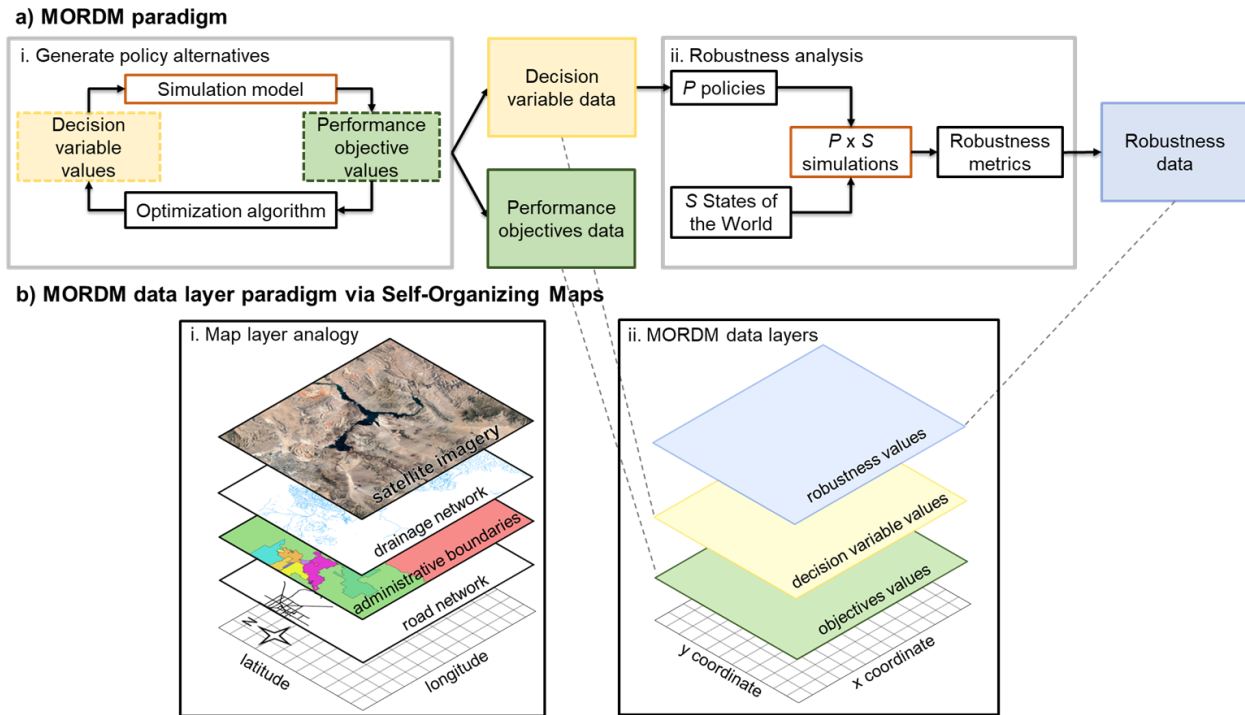 a) MORDM paradigm
i. Generate policy alternatives
Simulation model
Decision
variable
values
Performance
objective
values
Optimization algorithm
Decision
variable data
Performance
objectives data
ii. Robustness analysis
P policies
P x S
simulations
S States of
the World
Robustness
metrics
Robustness
data
b) MORDM data layer paradigm via Self-Organizing Maps
i. Map layer analogy
satellite imagery
drainage network
administrative boundaries
road network
N
latitude
longitude
ii. MORDM data layers
robustness values
decision variable values
objectives values
y coordinate
x coordinate